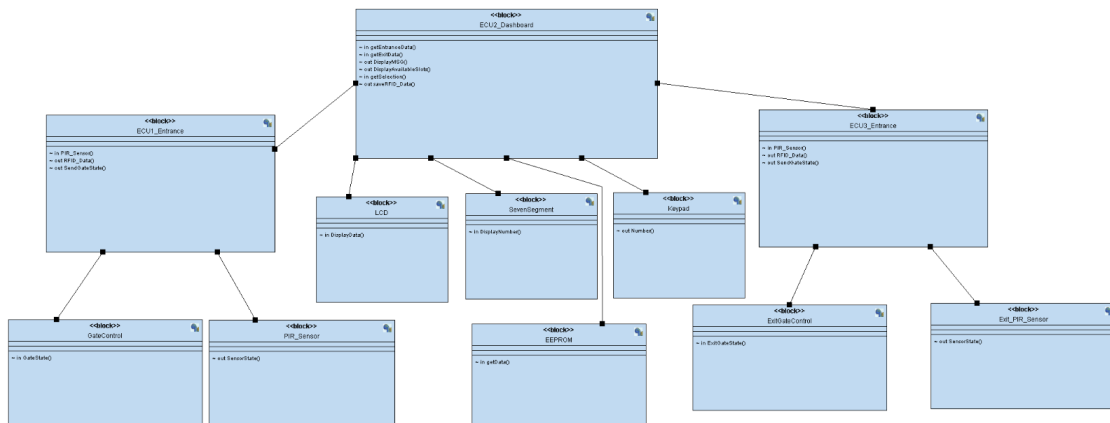 <<block>>
ECU2_Dashboard
~ in getEntranceData()
~ in getExitData()
~ out DisplayMSG()
~ out DisplayAvailableSlots()
~ in getSelection()
~ out saveRFID_Data()
<<block>>
ECU1_Entrance
~ in PIR_Sensor()
~ out RFID_Data()
~ out SendGateState()
<<block>>
ECU3_Entrance
~ in PIR_Sensor()
~ out RFID_Data()
~ out SendGateState()
<<block>>
LCD
~ in DisplayData()
<<block>>
SevenSegment
~ in DisplayNumber()
<<block>>
Keypad
~ out Number()
<<block>>
GateControl
~ in GateState()
<<block>>
PIR_Sensor
~ out SensorState()
<<block>>
EEPROM
~ in getData()
<<block>>
ExitGateControl
~ in ExitGateState()
<<block>>
Exit_PIR_Sensor
~ out SensorState()